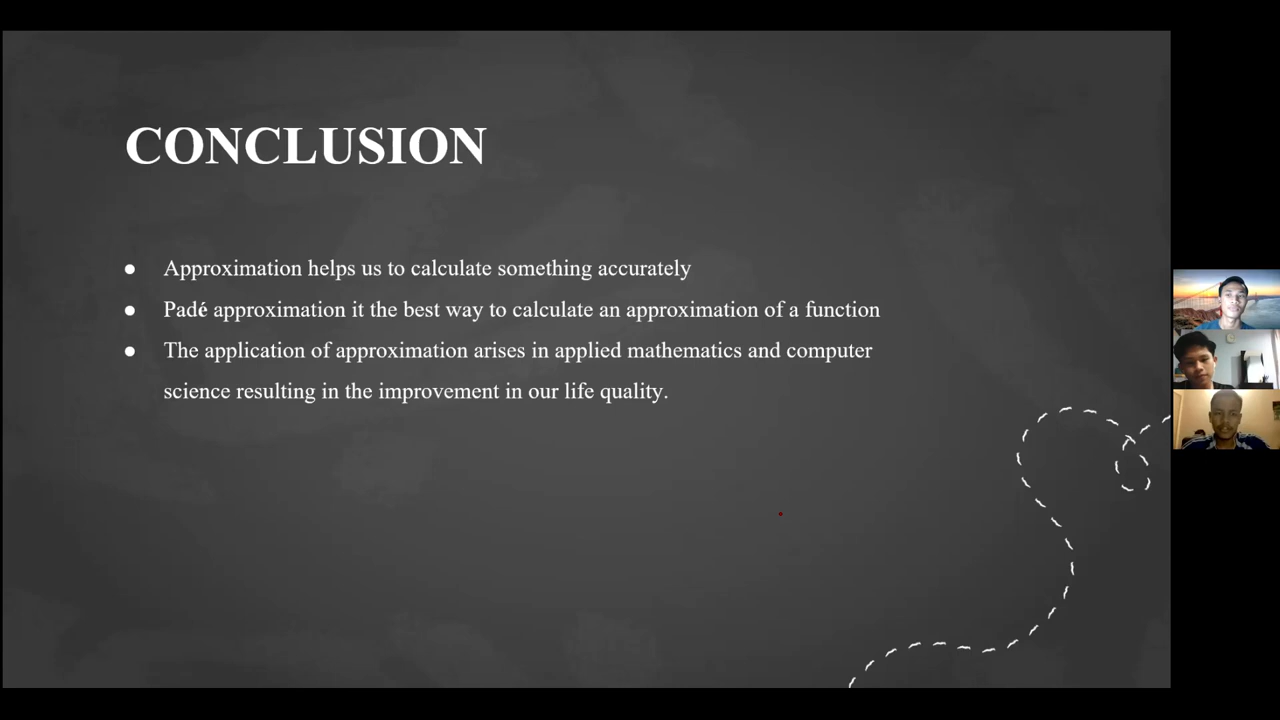 CONCLUSION
● Approximation helps us to calculate something accurately
● Padé approximation it the best way to calculate an approximation of a function
● The application of approximation arises in applied mathematics and computer
science resulting in the improvement in our life quality.